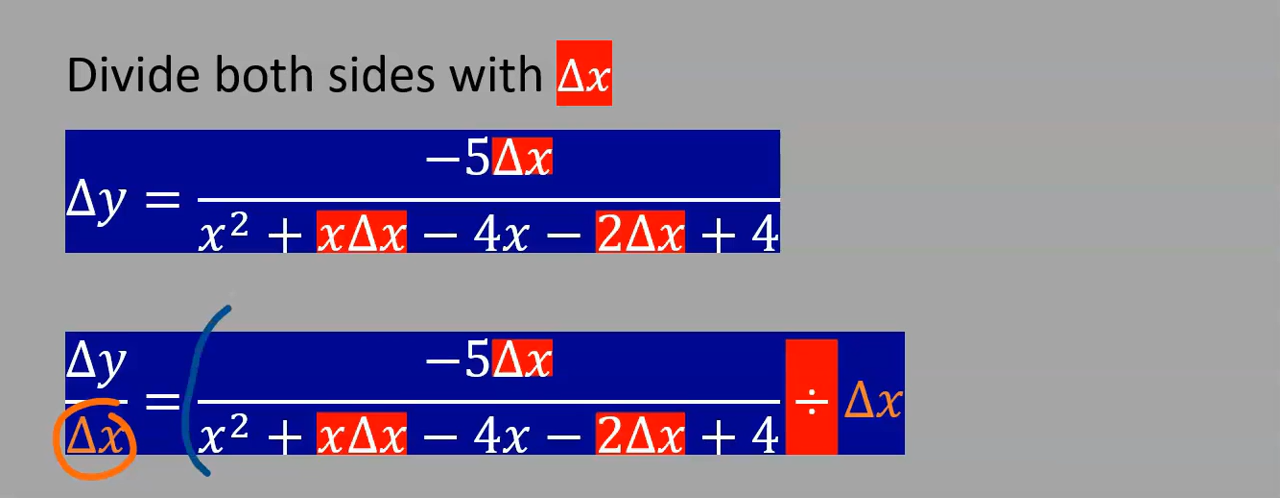 Divide both sides with Δx
Δy = −5Δx / x² + xΔx − 4x − 2Δx + 4
Δy / Δx = ( −5Δx / x² + xΔx − 4x − 2Δx + 4 ÷ Δx